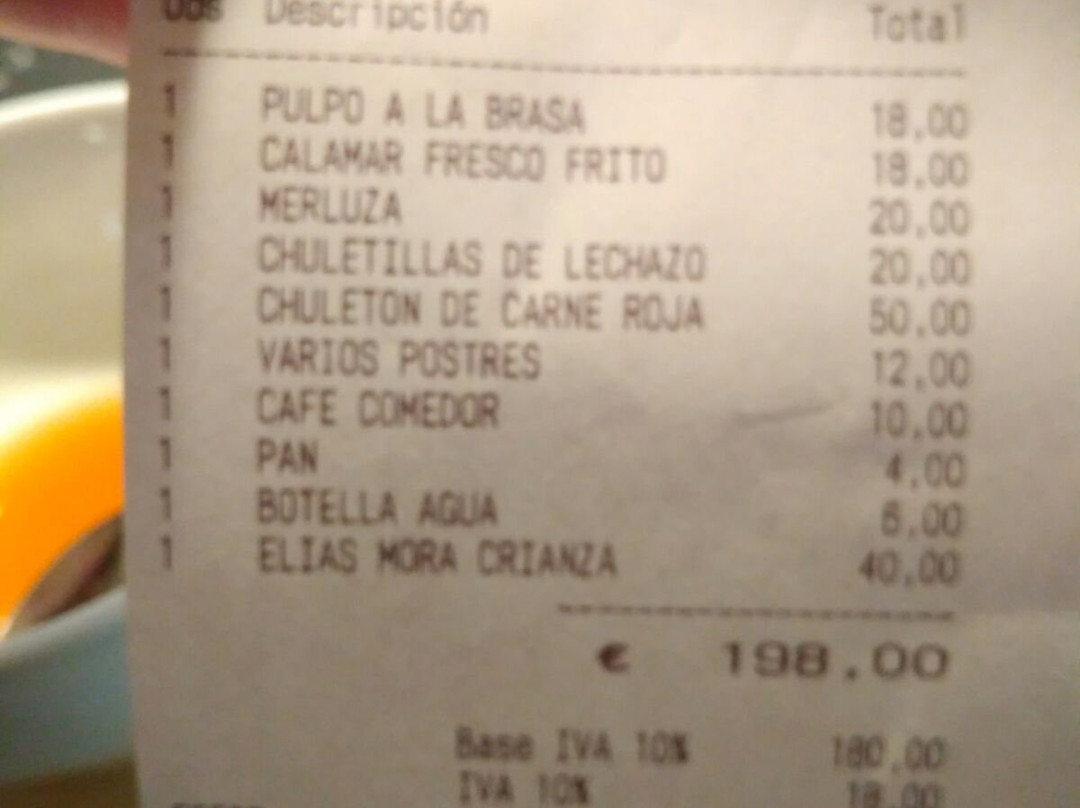 Uds Descripción Total
1 PULPO A LA BRASA 18,00
1 CALAMAR FRESCO FRITO 18,00
1 MERLUZA 20,00
1 CHULETILLAS DE LECHAZO 20,00
1 CHULETON DE CARNE ROJA 50,00
1 VARIOS POSTRES 12,00
1 CAFE COMEDOR 10,00
1 PAN 4,00
1 BOTELLA AGUA 6,00
1 ELIAS MORA CRIANZA 40,00
€ 198,00
Base IVA 10% 180,00
IVA 10% 18,00